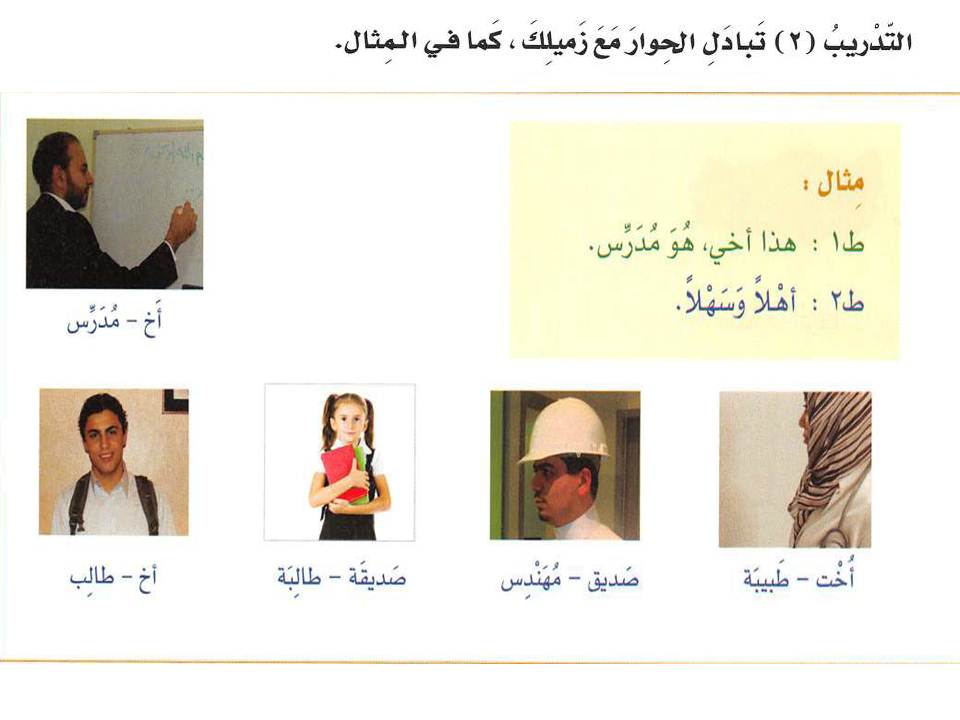 التّدْريبُ (٢) تَبادَلِ الحِوارَ مَعَ زَميلِكَ ، كَما في المِثال.
مِثال :
ط١ : هذا أخي، هُوَ مُدَرِّس.
ط٢ : أهْلاً وَسَهْلاً.
أَخ – مُدَرِّس
أُخْت – طَبيبَة
صَديق – مُهَنْدِس
صَديقَة – طالِبَة
أخ – طالِب